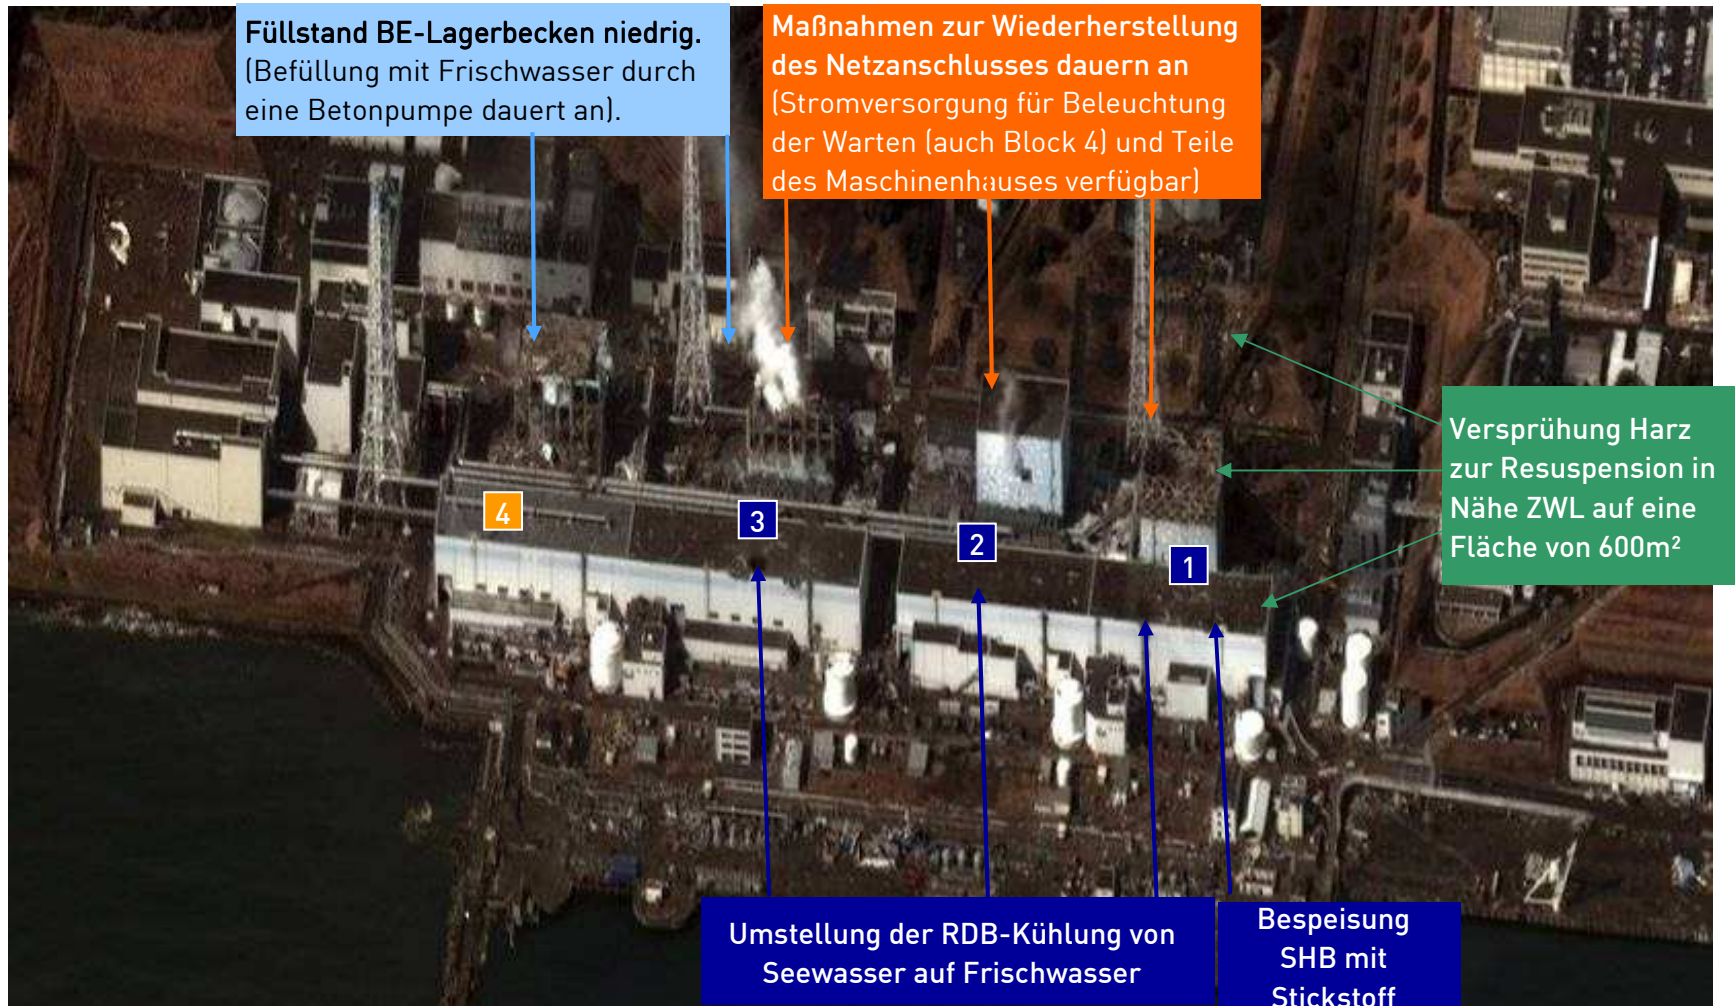 Füllstand BE-Lagerbecken niedrig.
(Befüllung mit Frischwasser durch
eine Betonpumpe dauert an).
Maßnahmen zur Wiederherstellung
des Netzanschlusses dauern an
(Stromversorgung für Beleuchtung
der Warten (auch Block 4) und Teile
des Maschinenhauses verfügbar)
Versprühung Harz
zur Resuspension in
Nähe ZWL auf eine
Fläche von 600m²
4
3
2
1
Umstellung der RDB-Kühlung von
Seewasser auf Frischwasser
Bespeisung
SHB mit
Stickstoff